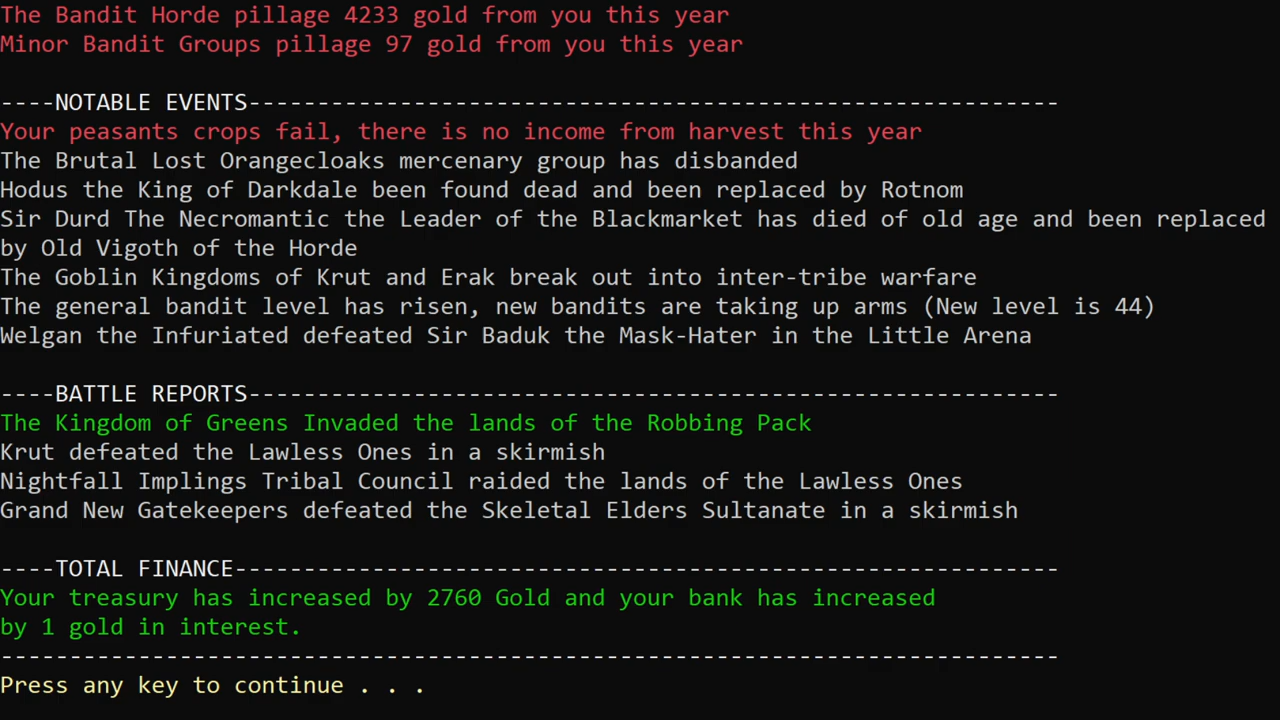 The Bandit Horde pillage 4233 gold from you this year
Minor Bandit Groups pillage 97 gold from you this year
----NOTABLE EVENTS-----------------------------------------------------------
Your peasants crops fail, there is no income from harvest this year
The Brutal Lost Orangecloaks mercenary group has disbanded
Hodus the King of Darkdale been found dead and been replaced by Rotnom
Sir Durd The Necromantic the Leader of the Blackmarket has died of old age and been replaced
by Old Vigoth of the Horde
The Goblin Kingdoms of Krut and Erak break out into inter-tribe warfare
The general bandit level has risen, new bandits are taking up arms (New level is 44)
Welgan the Infuriated defeated Sir Baduk the Mask-Hater in the Little Arena
----BATTLE REPORTS-----------------------------------------------------------
The Kingdom of Greens Invaded the lands of the Robbing Pack
Krut defeated the Lawless Ones in a skirmish
Nightfall Implings Tribal Council raided the lands of the Lawless Ones
Grand New Gatekeepers defeated the Skeletal Elders Sultanate in a skirmish
----TOTAL FINANCE------------------------------------------------------------
Your treasury has increased by 2760 Gold and your bank has increased
by 1 gold in interest.
-----------------------------------------------------------------------------
Press any key to continue . . .